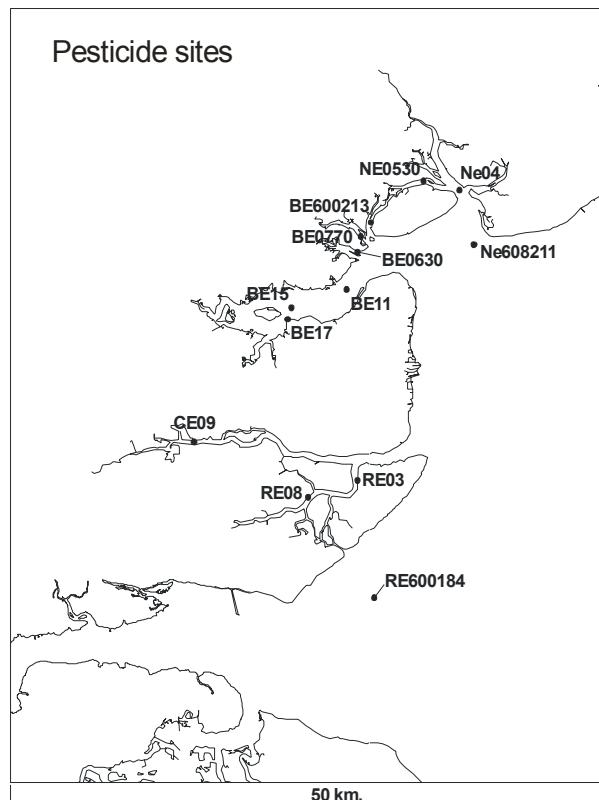 Pesticide sites
NE0530
Ne04
BE600213
BE0770
BE0630
Ne608211
BE15
BE11
BE17
CE09
RE08
RE03
RE600184
50 km.